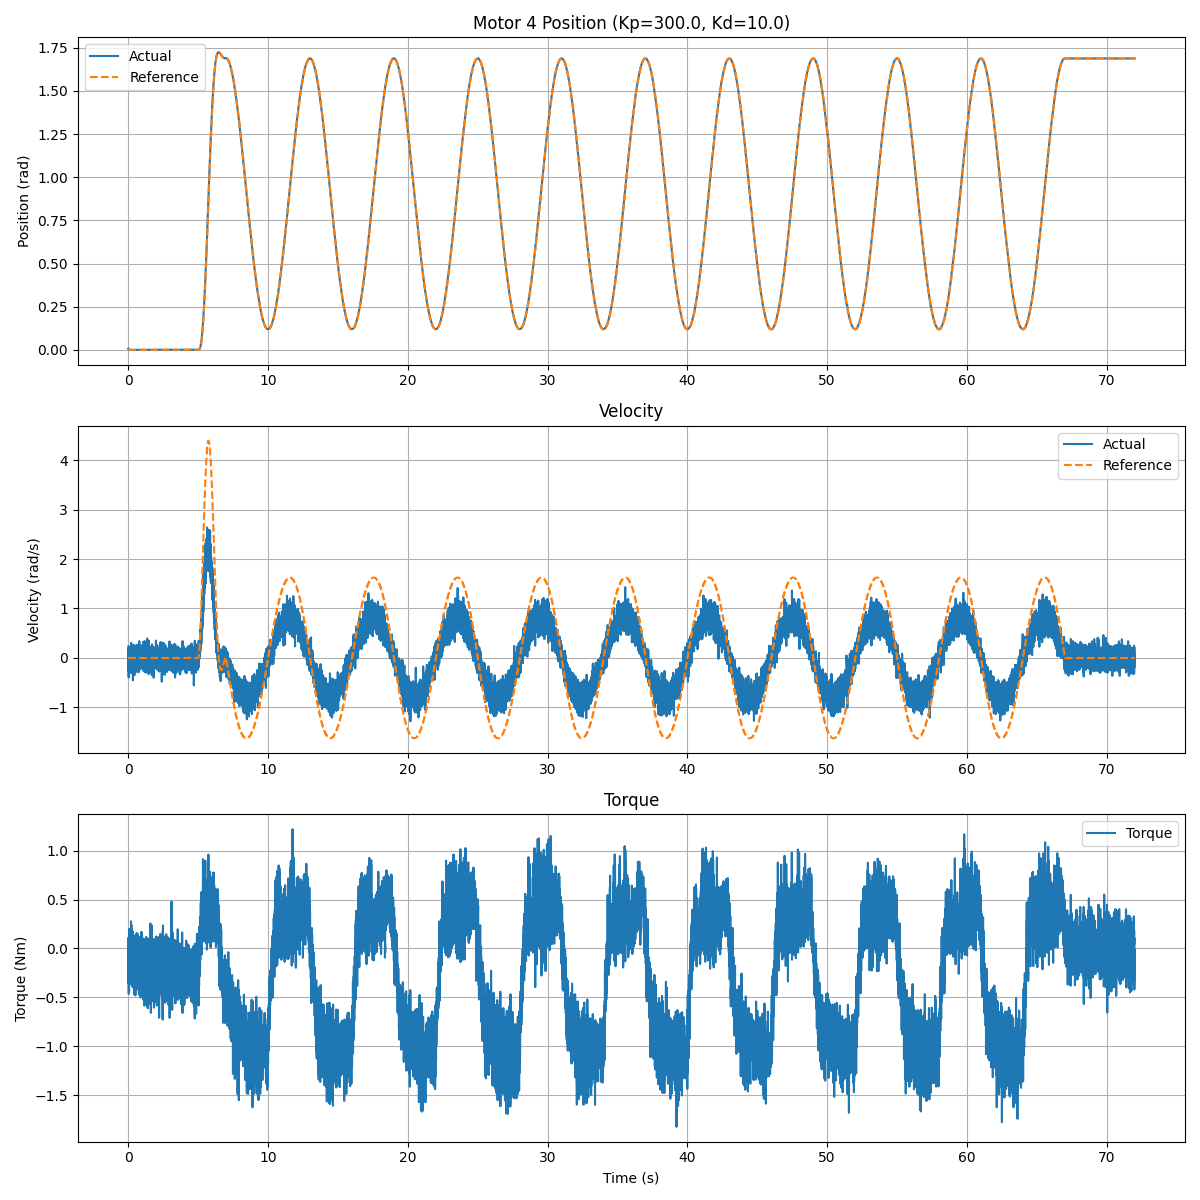 Motor 4 Position (Kp=300.0, Kd=10.0)
Actual
Reference
1.75
1.50
1.25
1.00
0.75
0.50
0.25
0.00
Position (rad)
0 10 20 30 40 50 60 70
Velocity
Actual
Reference
4
3
2
1
0
−1
Velocity (rad/s)
0 10 20 30 40 50 60 70
Torque
Torque
1.0
0.5
0.0
−0.5
−1.0
−1.5
Torque (Nm)
0 10 20 30 40 50 60 70
Time (s)